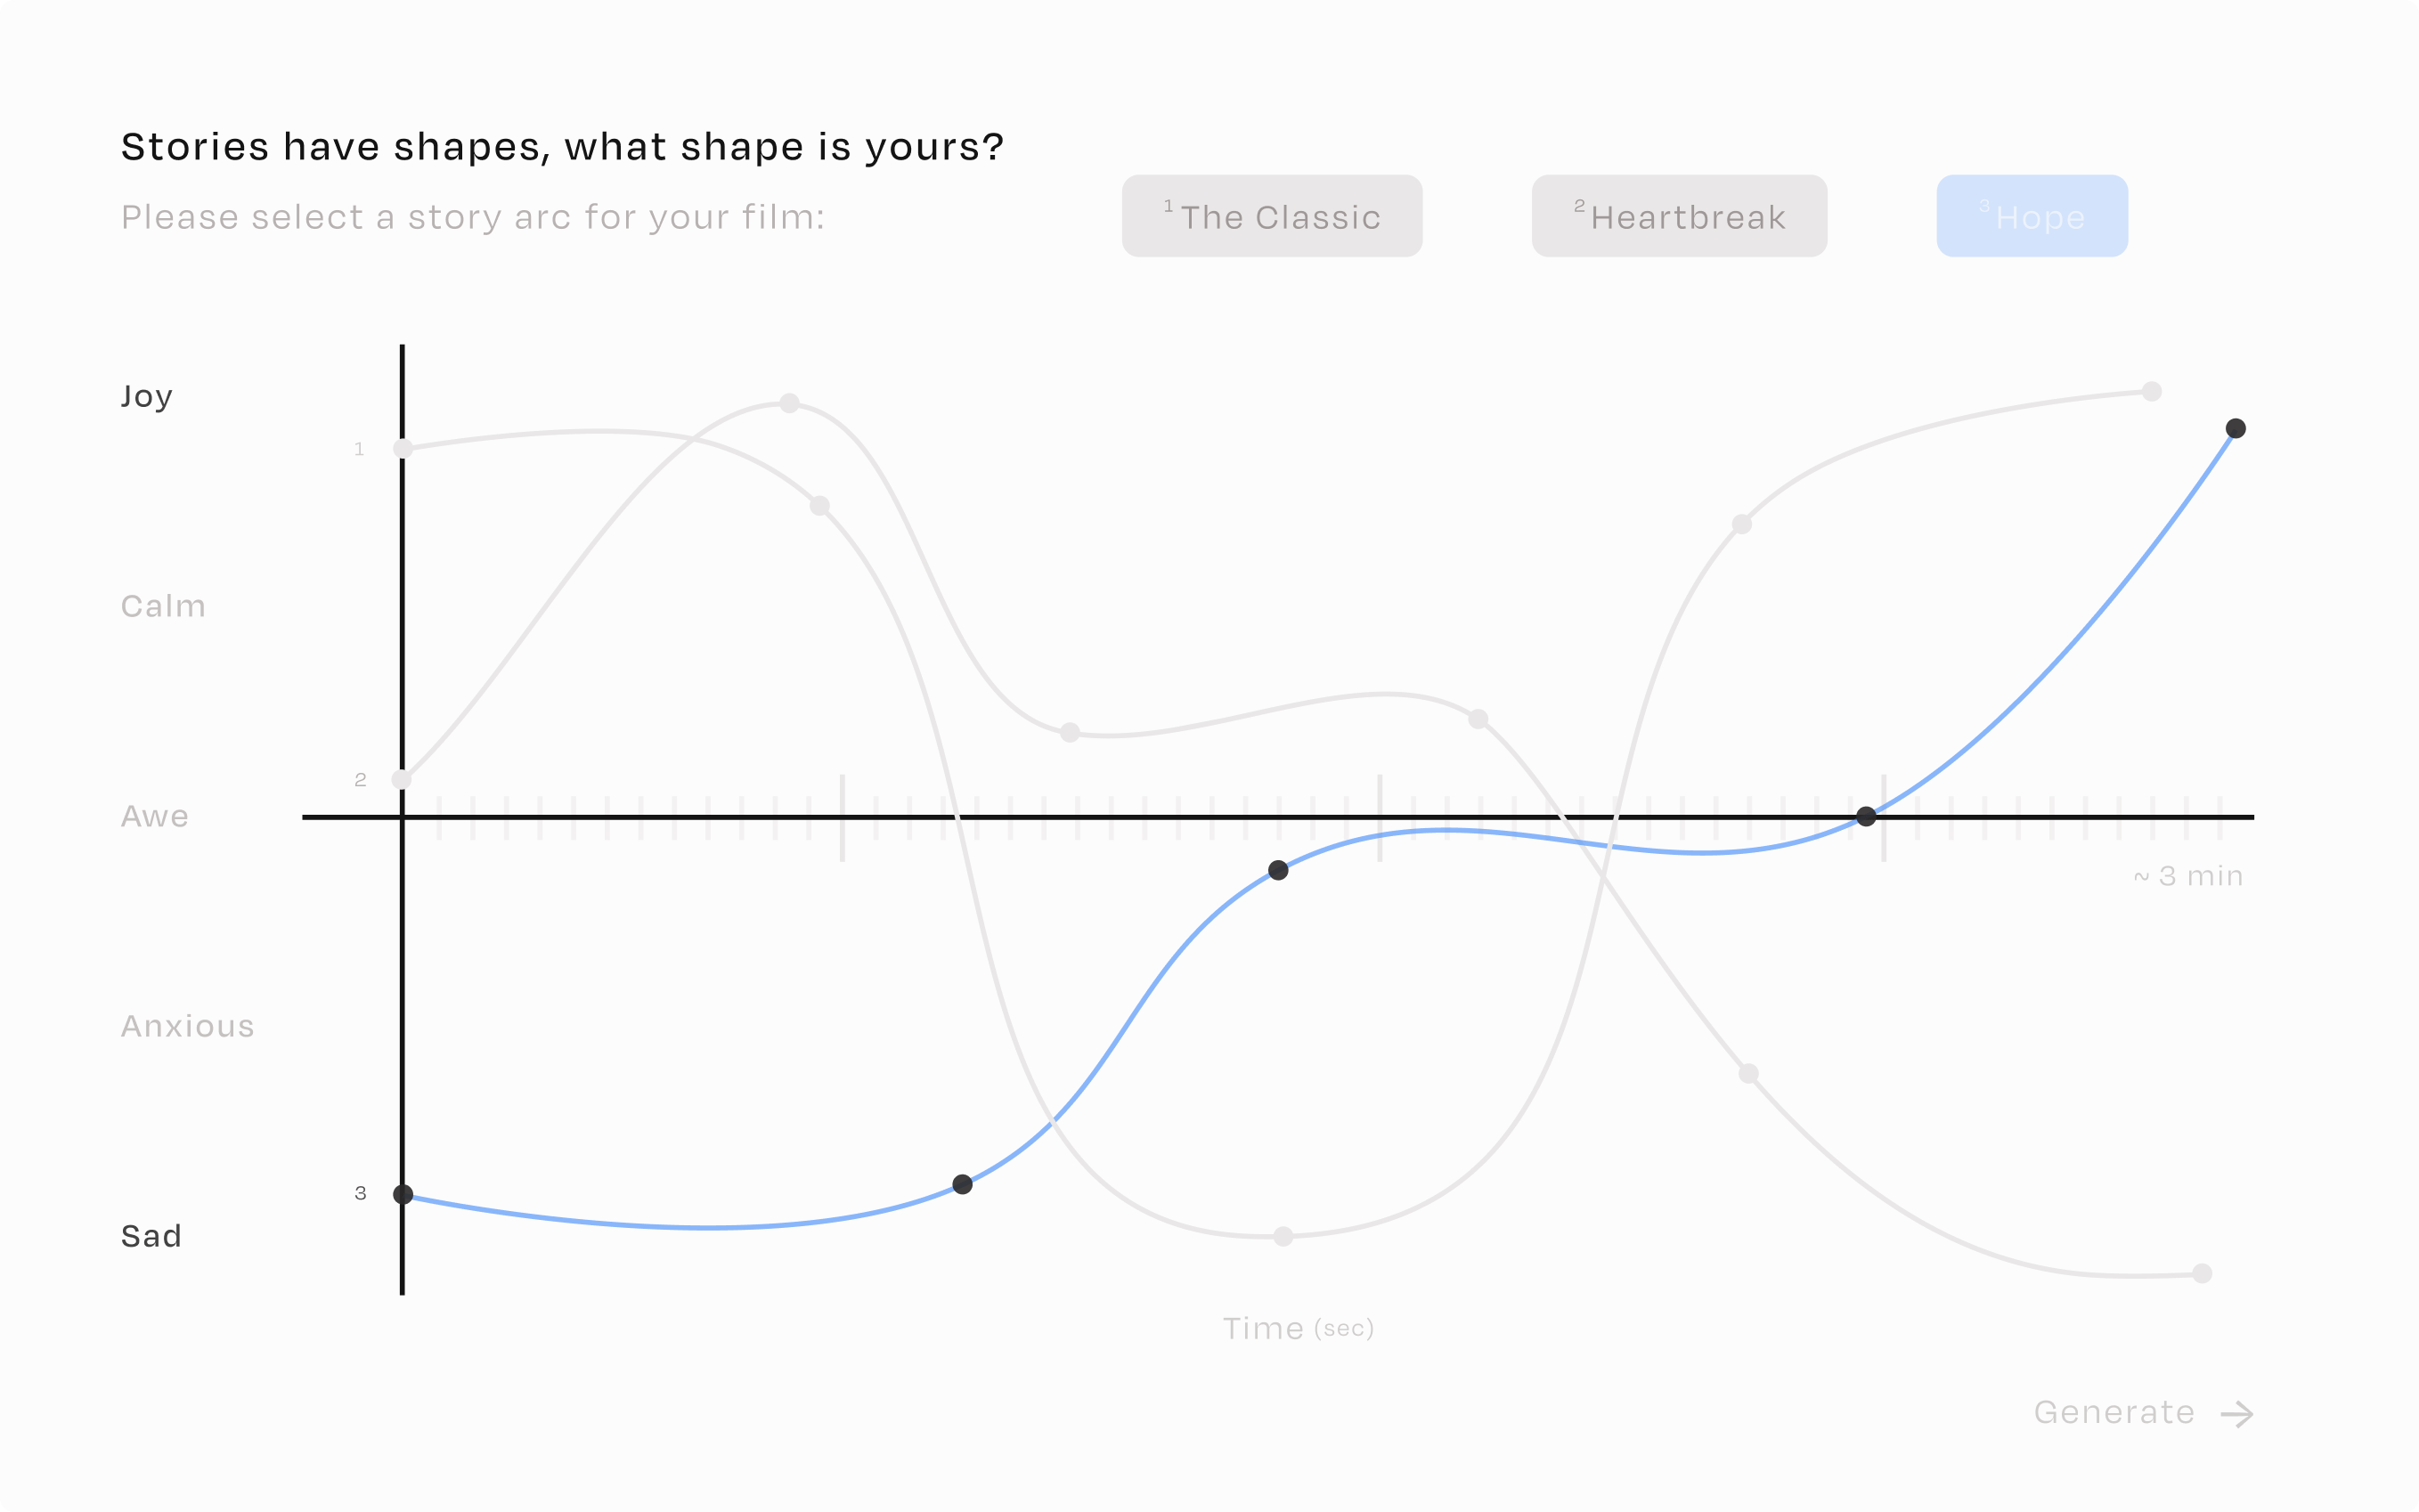 Stories have shapes, what shape is yours?
Please select a story arc for your film:
1 The Classic
2 Heartbreak
3 Hope
Joy
1
Calm
2
Awe
~ 3 min
Anxious
3
Sad
Time (sec)
Generate →